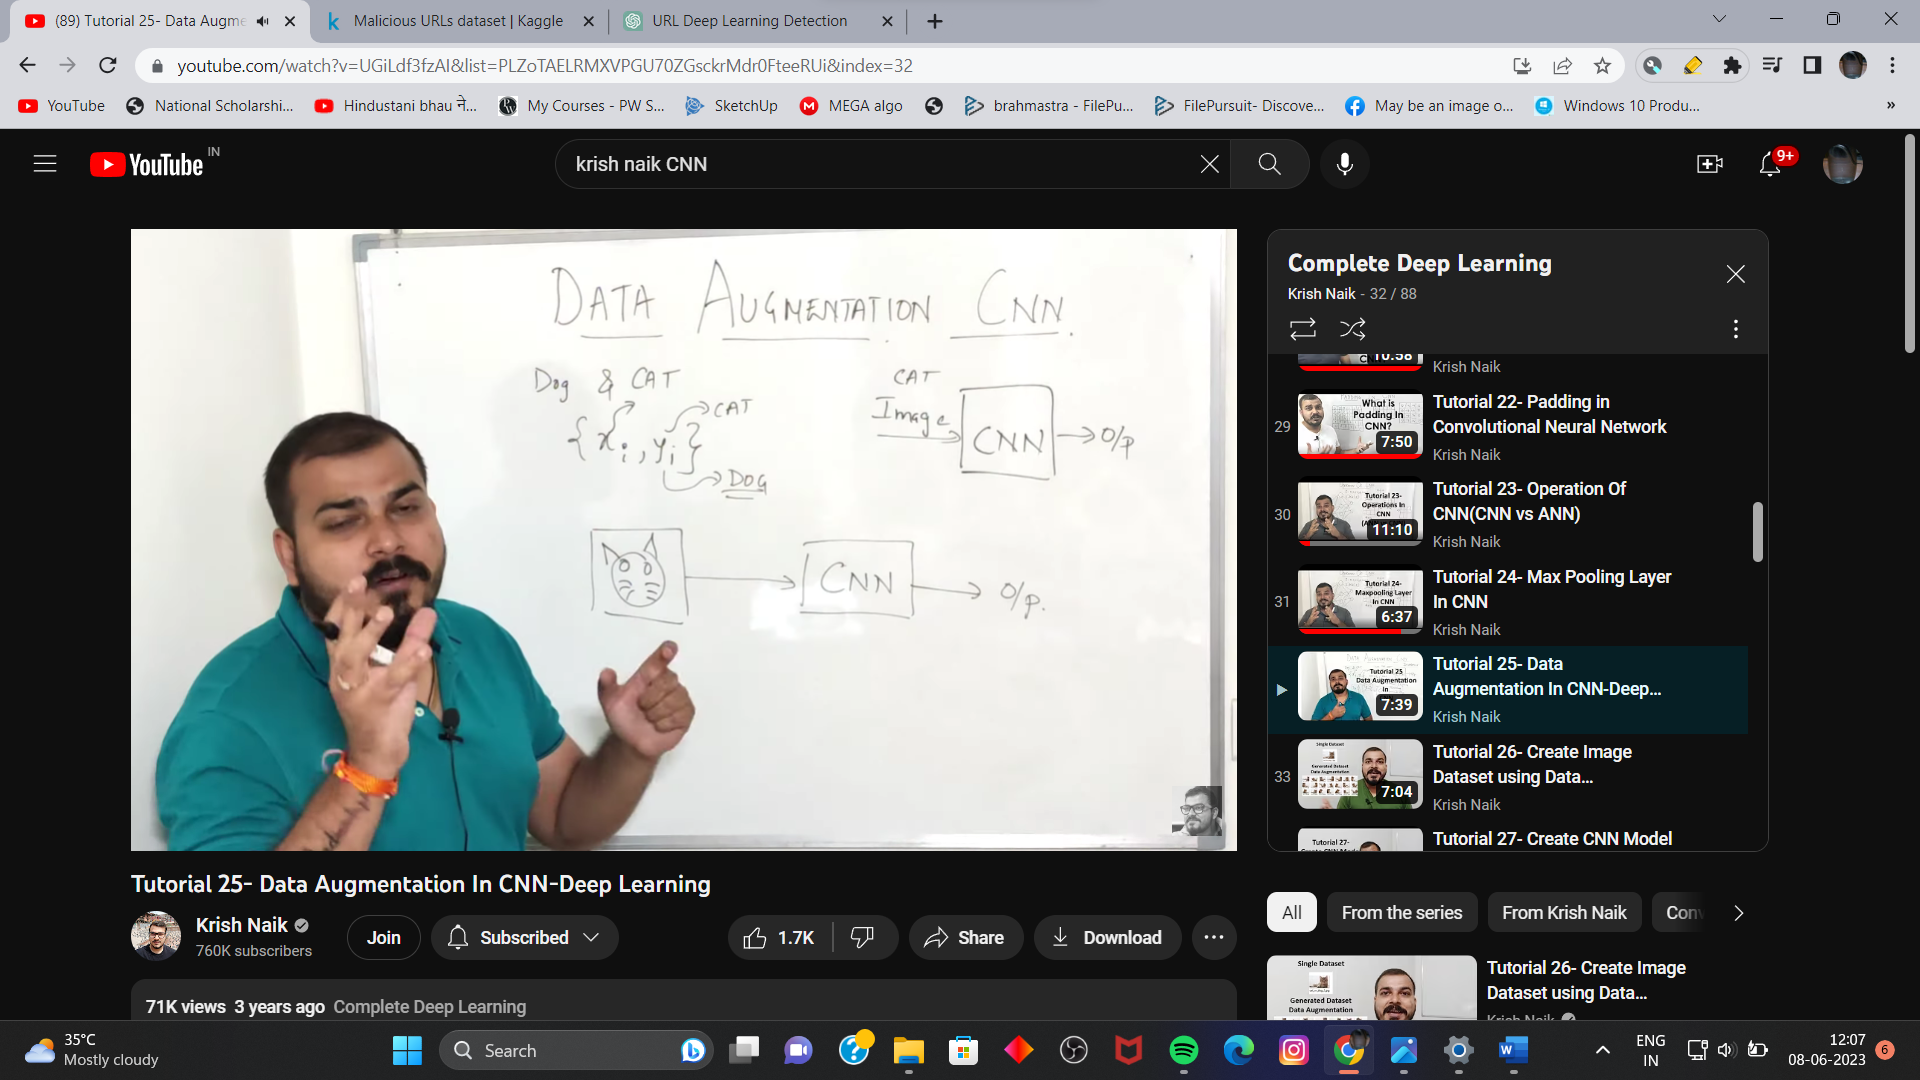 (89) Tutorial 25- Data Augme
Malicious URLs dataset | Kaggle
URL Deep Learning Detection
youtube.com/watch?v=UGiLdf3fzAI&list=PLZoTAELRMXVPGU70ZGsckrMdr0FteeRUi&index=32
YouTube
National Scholarshi...
Hindustani bhau ने...
My Courses - PW S...
SketchUp
MEGA algo
brahmastra - FilePu...
FilePursuit- Discove...
May be an image o...
Windows 10 Produ...
»
YouTube IN
krish naik CNN
9+
DATA AUGMENTATION CNN.
Dog & CAT
CAT
{xi, yi}
DOG
CAT
Image
CNN
O/p
CNN
O/p.
Complete Deep Learning
Krish Naik - 32 / 88
10:58
Krish Naik
29
What is
Padding In
CNN?
7:50
Tutorial 22- Padding in
Convolutional Neural Network
Krish Naik
30
Tutorial 23-
Operations In
CNN
11:10
Tutorial 23- Operation Of
CNN(CNN vs ANN)
Krish Naik
31
Tutorial 24-
Maxpooling Layer
In CNN
6:37
Tutorial 24- Max Pooling Layer
In CNN
Krish Naik
Tutorial 25
Data Augmentation
In
7:39
Tutorial 25- Data
Augmentation In CNN-Deep...
Krish Naik
33
Single Dataset
Generated Dataset
Data Augmentation
7:04
Tutorial 26- Create Image
Dataset using Data...
Krish Naik
Tutorial 27-
Tutorial 27- Create CNN Model
Tutorial 25- Data Augmentation In CNN-Deep Learning
Krish Naik
760K subscribers
Join
Subscribed
1.7K
Share
Download
71K views 3 years ago Complete Deep Learning
All
From the series
From Krish Naik
Conv
Single Dataset
Generated Dataset
Data Augmentation
Tutorial 26- Create Image
Dataset using Data...
Krish Naik
35°C
Mostly cloudy
Search
ENG
IN
12:07
08-06-2023
6